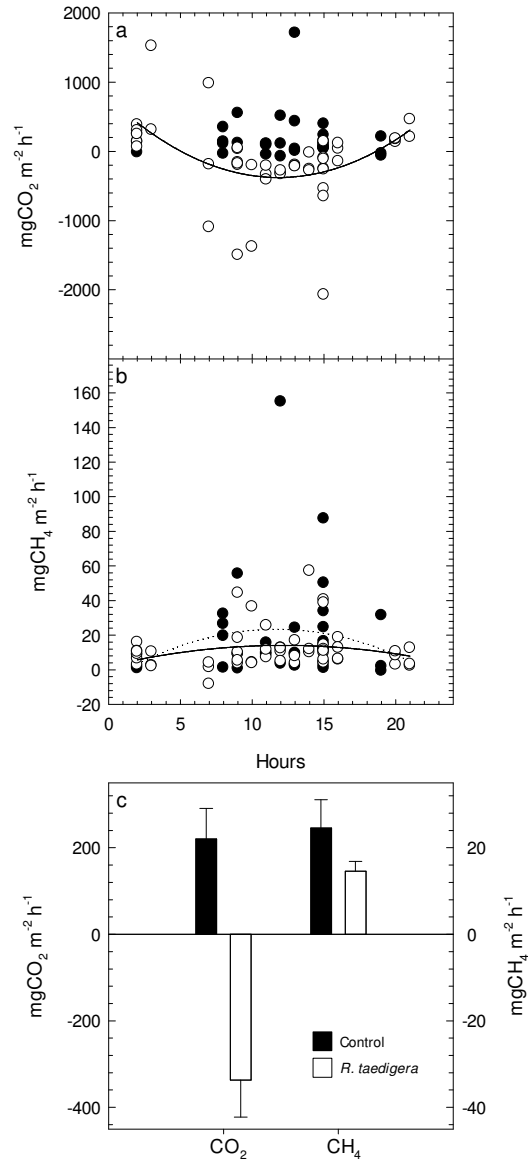 a
2000
1000
0
-1000
-2000
mgCO2 m-2 h-1
b
160
140
120
100
80
60
40
20
0
-20
mgCH4 m-2 h-1
0 5 10 15 20
Hours
c
200
0
-200
-400
mgCO2 m-2 h-1
20
0
-20
-40
mgCH4 m-2 h-1
Control
R. taedigera
CO2 CH4